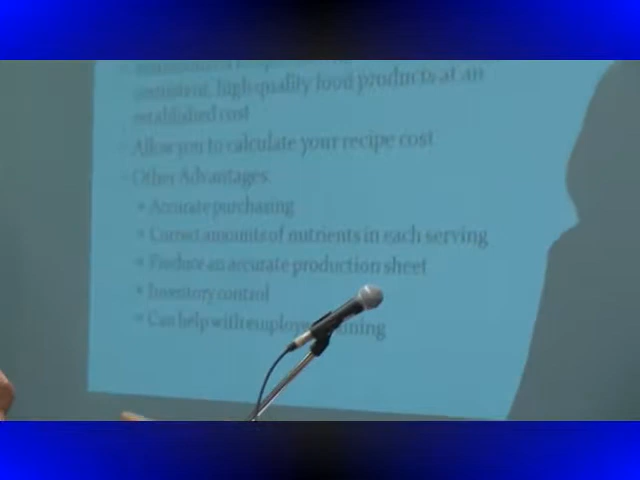 consistent, high quality food products at an
established cost
Allow you to calculate your recipe cost
Other Advantages:
Accurate purchasing
Correct amounts of nutrients in each serving
Produce an accurate production sheet
Inventory control
Can help with